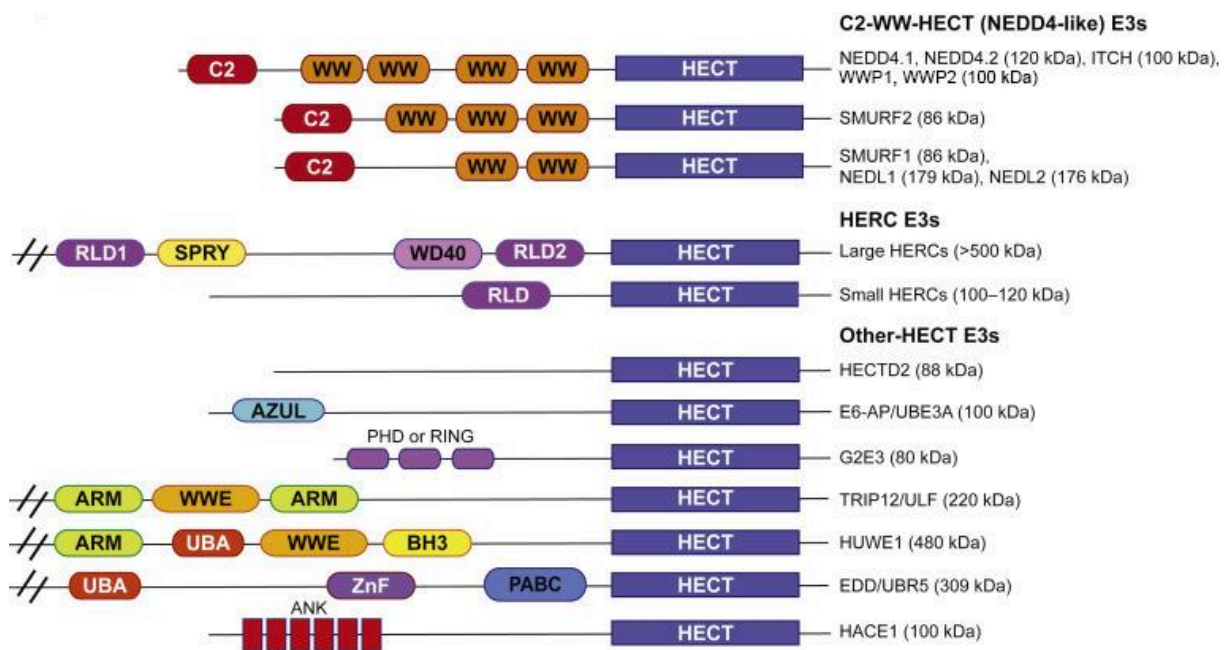 C2-WW-HECT (NEDD4-like) E3s
C2 WW WW WW WW HECT NEDD4.1, NEDD4.2 (120 kDa), ITCH (100 kDa),
WWP1, WWP2 (100 kDa)
C2 WW WW WW HECT SMURF2 (86 kDa)
C2 WW WW HECT SMURF1 (86 kDa),
NEDL1 (179 kDa), NEDL2 (176 kDa)
HERC E3s
RLD1 SPRY WD40 RLD2 HECT Large HERCs (>500 kDa)
RLD HECT Small HERCs (100–120 kDa)
Other-HECT E3s
HECT HECTD2 (88 kDa)
AZUL HECT E6-AP/UBE3A (100 kDa)
PHD or RING
HECT G2E3 (80 kDa)
ARM WWE ARM HECT TRIP12/ULF (220 kDa)
ARM UBA WWE BH3 HECT HUWE1 (480 kDa)
UBA ZnF PABC HECT EDD/UBR5 (309 kDa)
ANK
HECT HACE1 (100 kDa)